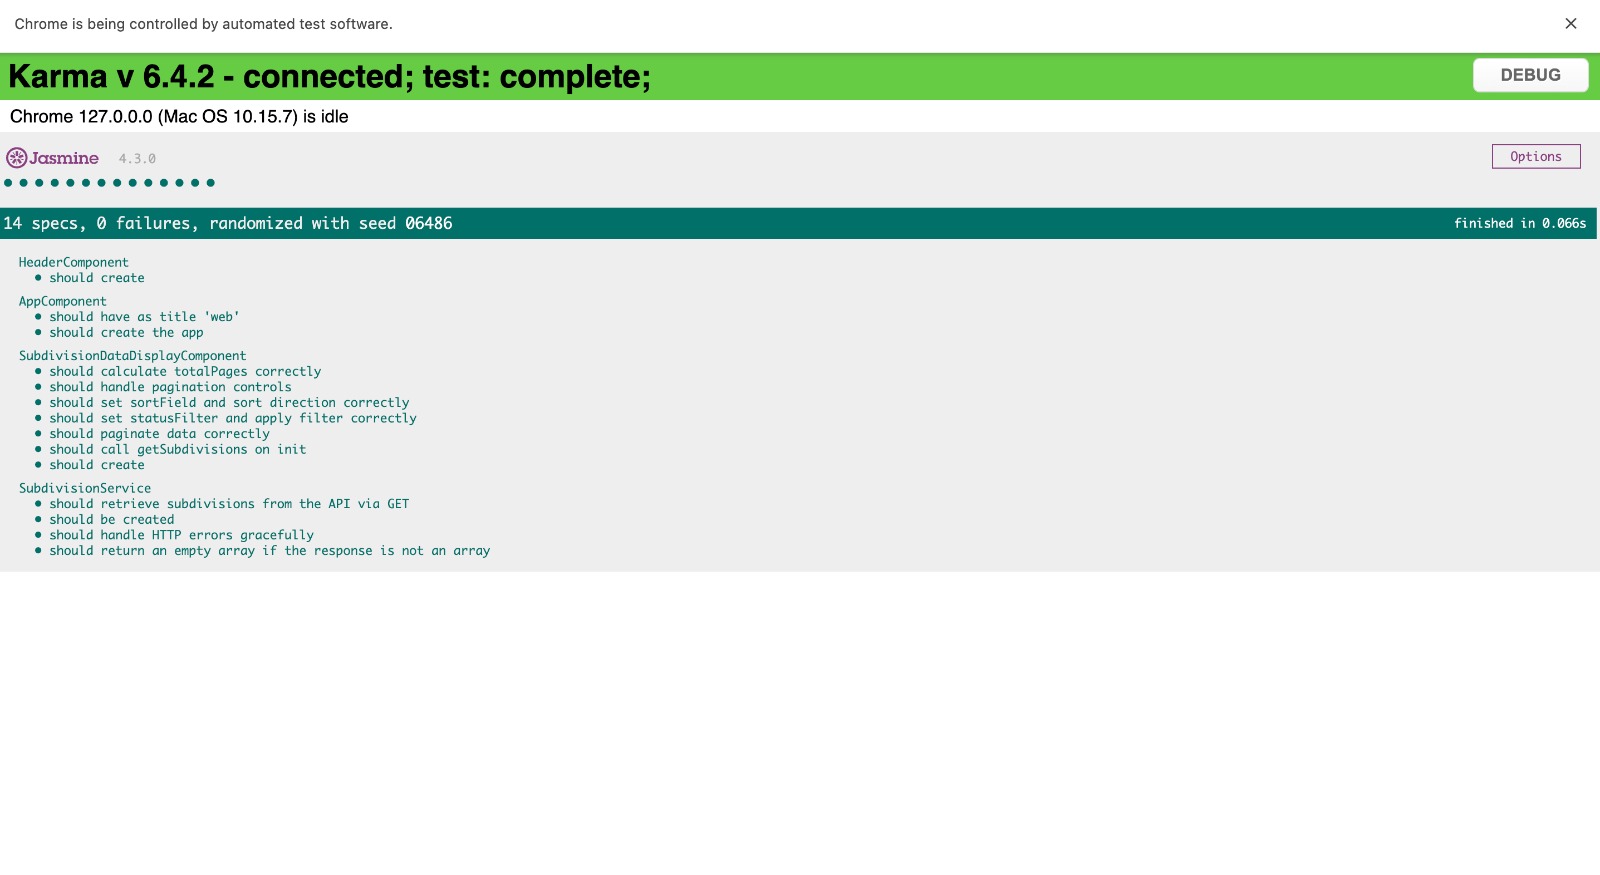 Chrome is being controlled by automated test software.
Karma v 6.4.2 - connected; test: complete;
DEBUG
Chrome 127.0.0.0 (Mac OS 10.15.7) is idle
Jasmine 4.3.0
Options
14 specs, 0 failures, randomized with seed 06486
finished in 0.066s
HeaderComponent
• should create
AppComponent
• should have as title 'web'
• should create the app
SubdivisionDataDisplayComponent
• should calculate totalPages correctly
• should handle pagination controls
• should set sortField and sort direction correctly
• should set statusFilter and apply filter correctly
• should paginate data correctly
• should call getSubdivisions on init
• should create
SubdivisionService
• should retrieve subdivisions from the API via GET
• should be created
• should handle HTTP errors gracefully
• should return an empty array if the response is not an array